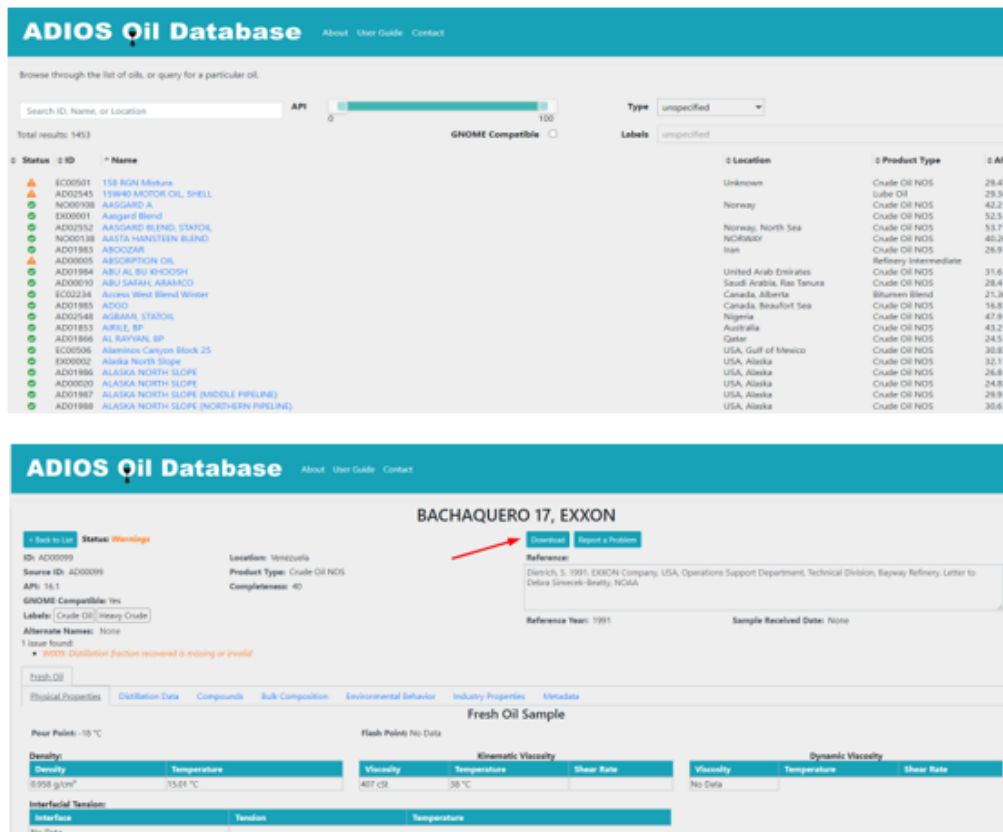 ADIOS Oil Database About User Guide Contact
Browse through the list of oils, or query for a particular oil.
Search ID, Name, or Location API 0 100 Type unspecified
Total results: 1453 GNOME Compatible Labels unspecified
Status ID Name Location Product Type
EC00501 158 RGN Mixtura Unknown Crude Oil NOS
AD02545 15W40 MOTOR OIL, SHELL Lube Oil
NO00108 AASGARD A Norway Crude Oil NOS
EX00001 Aasgard Blend Crude Oil NOS
AD02552 AASGARD BLEND, STATOIL Norway, North Sea Crude Oil NOS
NO00138 AASTA HANSTEEN BLEND NORWAY Crude Oil NOS
AD01983 ABOOZAR Iran Crude Oil NOS
AD00005 ABSORPTION OIL Refinery Intermediate
AD01984 ABU AL BU KHOOSH United Arab Emirates Crude Oil NOS
AD00010 ABU SAFAH, ARAMCO Saudi Arabia, Ras Tanura Crude Oil NOS
EC02234 Access West Blend Winter Canada, Alberta Bitumen Blend
AD01985 ADGO Canada, Beaufort Sea Crude Oil NOS
AD02548 AGBAMI, STATOIL Nigeria Crude Oil NOS
AD01853 AIRILE, BP Australia Crude Oil NOS
AD01866 AL RAYYAN, BP Qatar Crude Oil NOS
EC00506 Alaminos Canyon Block 25 USA, Gulf of Mexico Crude Oil NOS
EX00002 Alaska North Slope USA, Alaska Crude Oil NOS
AD01986 ALASKA NORTH SLOPE USA, Alaska Crude Oil NOS
AD00020 ALASKA NORTH SLOPE USA, Alaska Crude Oil NOS
AD01987 ALASKA NORTH SLOPE (MIDDLE PIPELINE) USA, Alaska Crude Oil NOS
AD01988 ALASKA NORTH SLOPE (NORTHERN PIPELINE) USA, Alaska Crude Oil NOS
ADIOS Oil Database About User Guide Contact
BACHAQUERO 17, EXXON
< Back to List Status: Warnings Download Report a Problem
ID: AD00099 Location: Venezuela Reference:
Source ID: AD00099 Product Type: Crude Oil NOS Dietrich, S. 1991. EXXON Company, USA, Operations Support Department, Technical Division, Bayway Refinery, Letter to
API: 16.1 Completeness: 40 Debra Simecek-Beatty, NOAA
GNOME Compatible: Yes
Labels: Crude Oil Heavy Crude Reference Year: 1991 Sample Received Date: None
Alternate Names: None
1 issue found:
W009: Distillation fraction recovered is missing or invalid
Fresh Oil
Physical Properties Distillation Data Compounds Bulk Composition Environmental Behavior Industry Properties Metadata
Fresh Oil Sample
Pour Point: -18 °C Flash Point: No Data
Density: Kinematic Viscosity Dynamic Viscosity
Density Temperature Viscosity Temperature Shear Rate Viscosity Temperature Shear Rate
0.958 g/cm³ 15.01 °C 407 cSt 38 °C No Data
Interfacial Tension:
Interface Tension Temperature
No Data